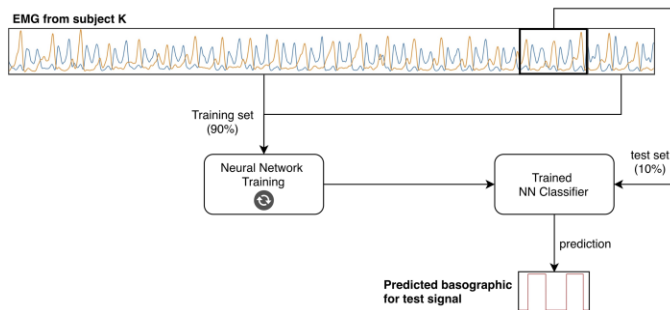 EMG from subject K
Training set
(90%)
Neural Network
Training
Trained
NN Classifier
test set
(10%)
prediction
Predicted basographic
for test signal